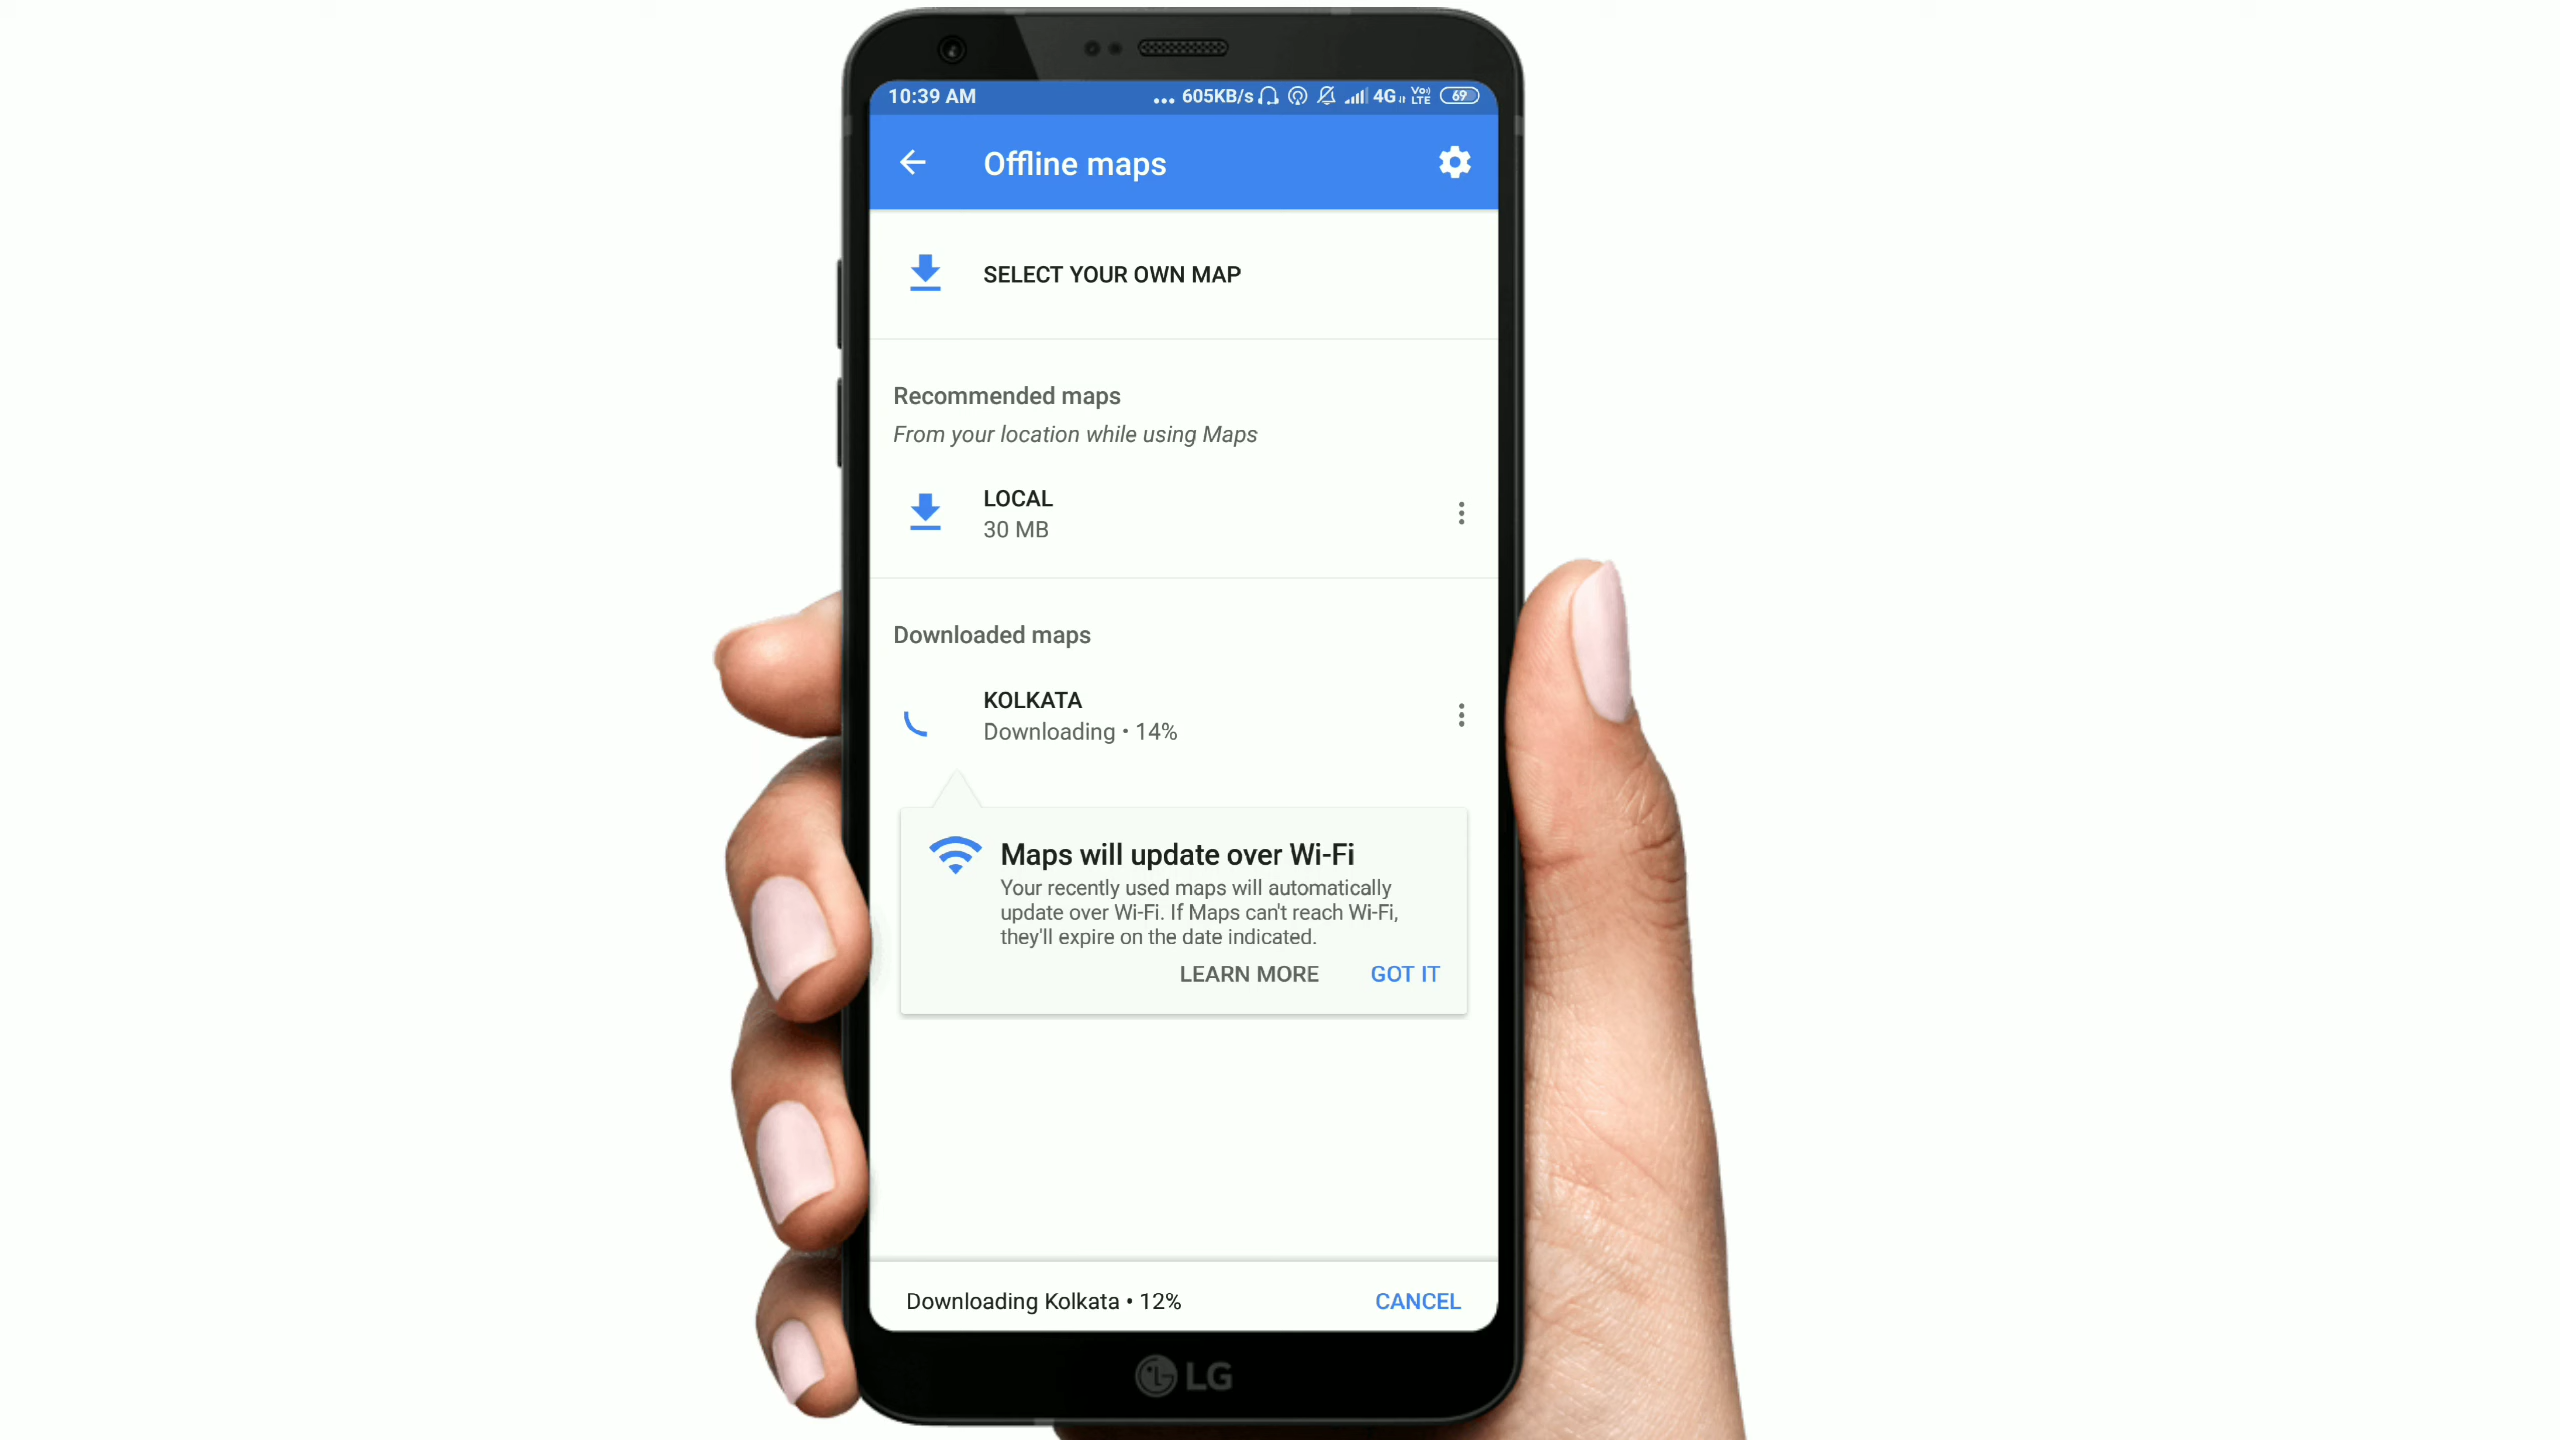 10:39 AM ... 605KB/s 4G Vo)) LTE 69
Offline maps
SELECT YOUR OWN MAP
Recommended maps
From your location while using Maps
LOCAL
30 MB
Downloaded maps
KOLKATA
Downloading • 14%
Maps will update over Wi-Fi
Your recently used maps will automatically
update over Wi-Fi. If Maps can't reach Wi-Fi,
they'll expire on the date indicated.
LEARN MORE GOT IT
Downloading Kolkata • 12% CANCEL
LG